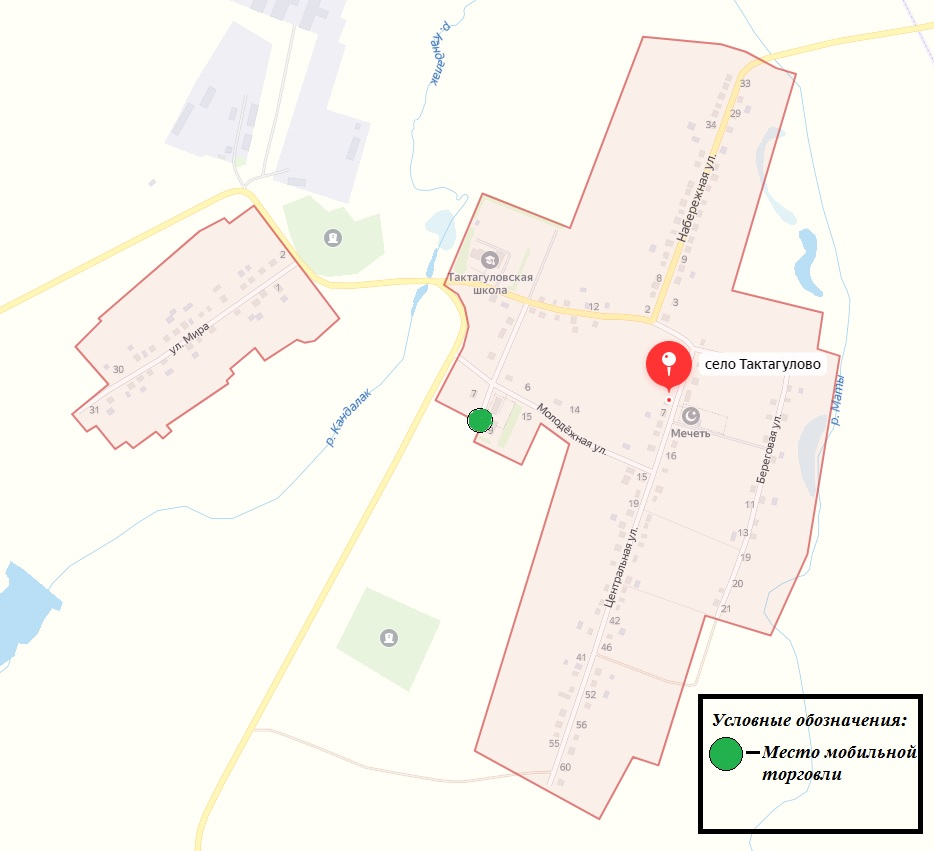 р. Кандалак
33
29
34
Набережная ул.
9
8
3
2
12
2
1
ул. Мира
30
31
Тактагуловская
школа
село Тактагулово
р. Маты
р. Кандалак
7
6
15
14
Молодёжная ул.
7
Мечеть
16
15
19
Береговая ул.
11
13
19
20
21
Центральная ул.
42
46
41
52
56
55
60
Условные обозначения:
Место мобильной
торговли